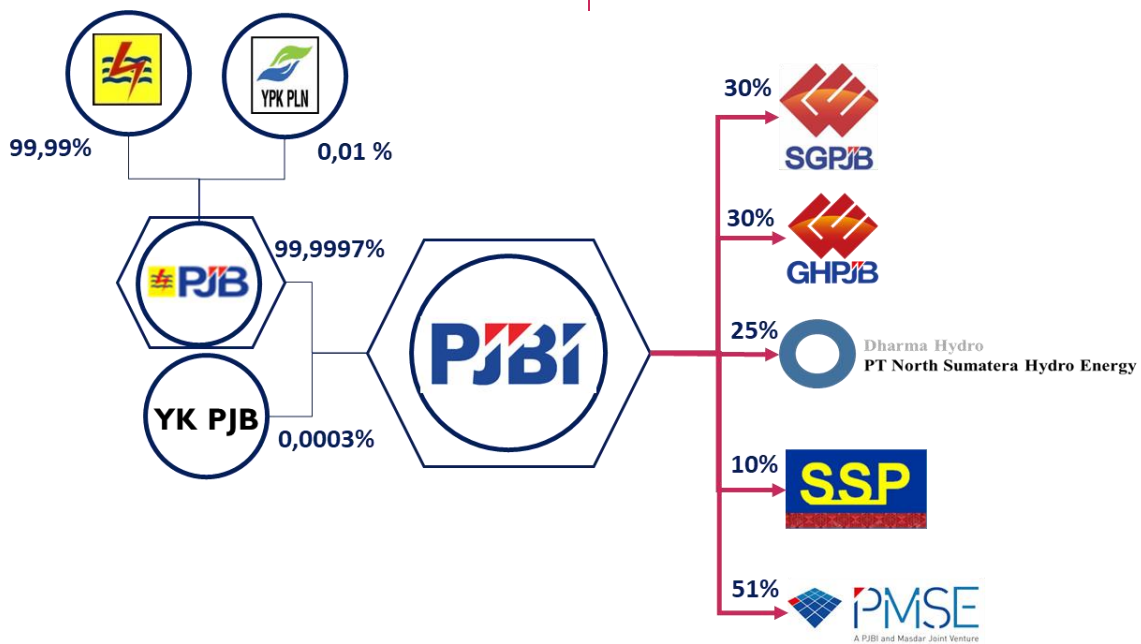 YPK PLN
99,99%
0,01 %
PJB
99,9997%
YK PJB
0,0003%
PJBI
30%
SGPJB
30%
GHPJB
25%
Dharma Hydro
PT North Sumatera Hydro Energy
10%
SSP
51%
PMSE
A PJBI and Masdar Joint Venture